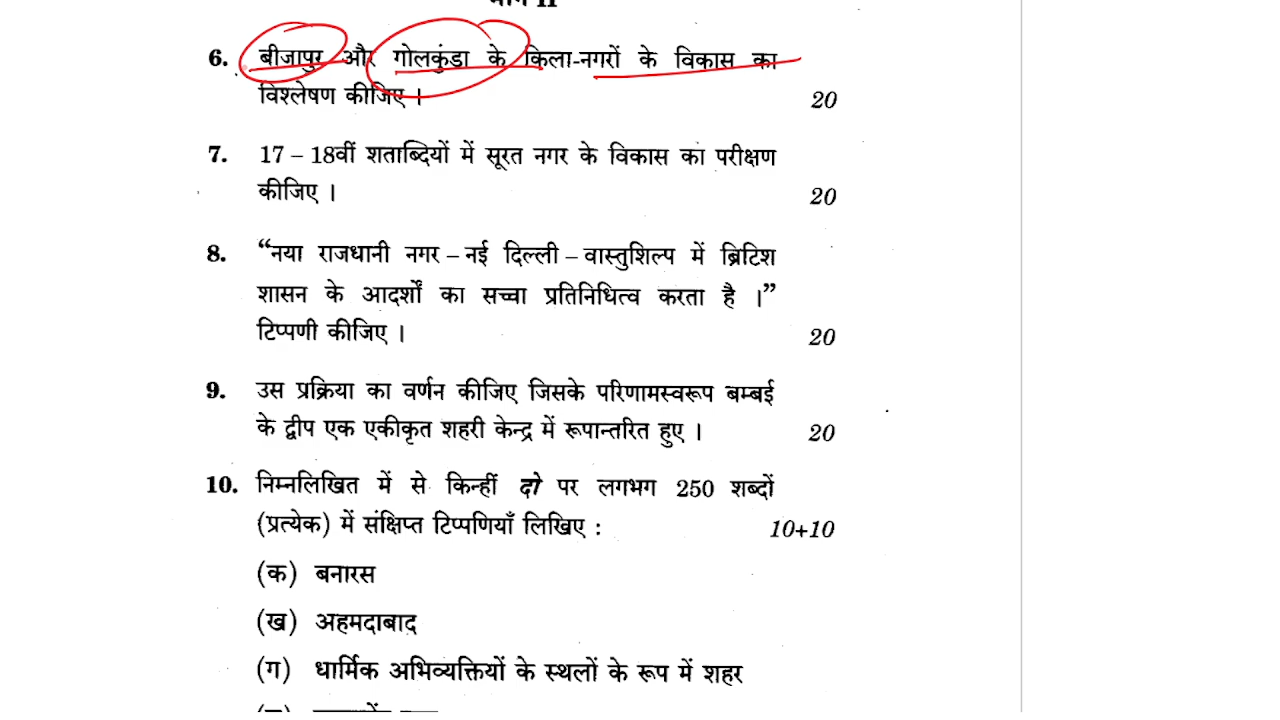 भाग II
6. बीजापुर और गोलकुंडा के किला-नगरों के विकास का
विश्लेषण कीजिए ।
20
7. 17 – 18वीं शताब्दियों में सूरत नगर के विकास का परीक्षण
कीजिए ।
20
8. “नया राजधानी नगर – नई दिल्ली – वास्तुशिल्प में ब्रिटिश
शासन के आदर्शों का सच्चा प्रतिनिधित्व करता है ।”
टिप्पणी कीजिए ।
20
9. उस प्रक्रिया का वर्णन कीजिए जिसके परिणामस्वरूप बम्बई
के द्वीप एक एकीकृत शहरी केन्द्र में रूपान्तरित हुए ।
20
10. निम्नलिखित में से किन्हीं दो पर लगभग 250 शब्दों
(प्रत्येक) में संक्षिप्त टिप्पणियाँ लिखिए : 10+10
(क) बनारस
(ख) अहमदाबाद
(ग) धार्मिक अभिव्यक्तियों के स्थलों के रूप में शहर